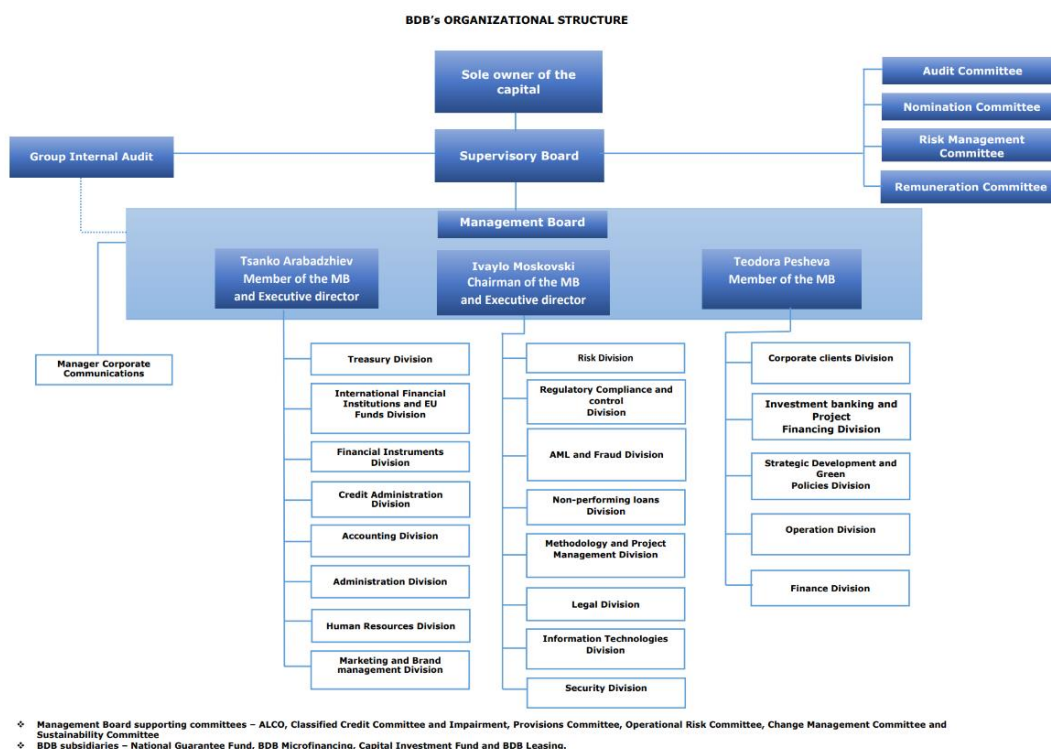 BDB's ORGANIZATIONAL STRUCTURE
Sole owner of the
capital
Audit Committee
Nomination Committee
Risk Management
Committee
Remuneration Committee
Group Internal Audit
Supervisory Board
Management Board
Tsanko Arabadzhiev
Member of the MB
and Executive director
Ivaylo Moskovski
Chairman of the MB
and Executive director
Teodora Pesheva
Member of the MB
Manager Corporate
Communications
Treasury Division
International Financial
Institutions and EU
Funds Division
Financial Instruments
Division
Credit Administration
Division
Accounting Division
Administration Division
Human Resources Division
Marketing and Brand
management Division
Risk Division
Regulatory Compliance and
control
Division
AML and Fraud Division
Non-performing loans
Division
Methodology and Project
Management Division
Legal Division
Information Technologies
Division
Security Division
Corporate clients Division
Investment banking and
Project
Financing Division
Strategic Development and
Green
Policies Division
Operation Division
Finance Division
❖ Management Board supporting committees – ALCO, Classified Credit Committee and Impairment, Provisions Committee, Operational Risk Committee, Change Management Committee and
Sustainability Committee
❖ BDB subsidiaries – National Guarantee Fund, BDB Microfinancing, Capital Investment Fund and BDB Leasing.